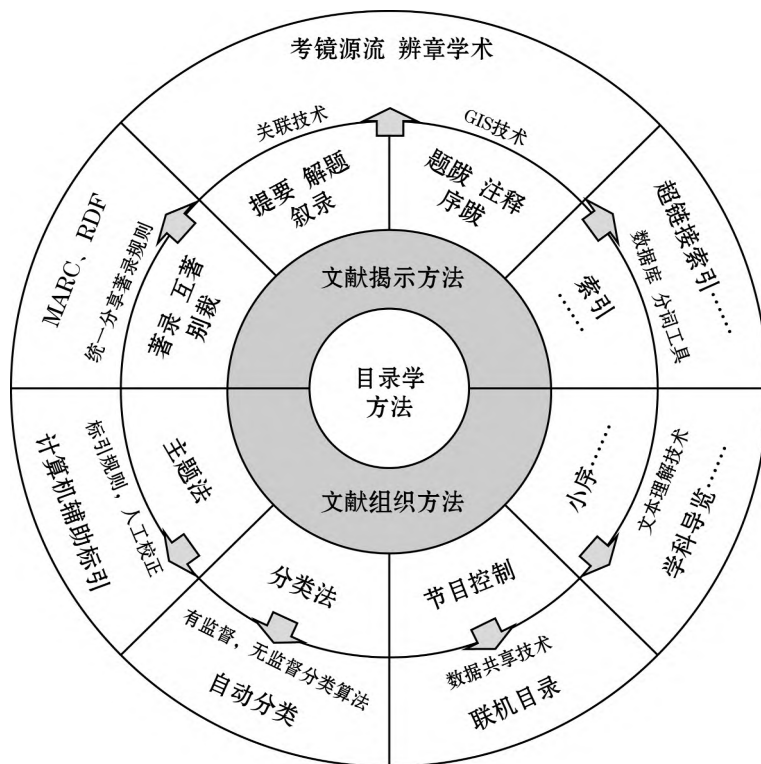 考镜源流 辨章学术
关联技术
GIS技术
提要 解题
叙录
题跋 注释
序跋
MARC、RDF
统一分享著录规则
著录 互著
别裁
超链接索引……
数据库 分词工具
索引
……
文献揭示方法
目录学
方法
文献组织方法
计算机辅助标引
标引规则，人工校正
主题法
小序……
文本理解技术
学科导览……
分类法
节目控制
有监督，无监督分类算法
自动分类
数据共享技术
联机目录